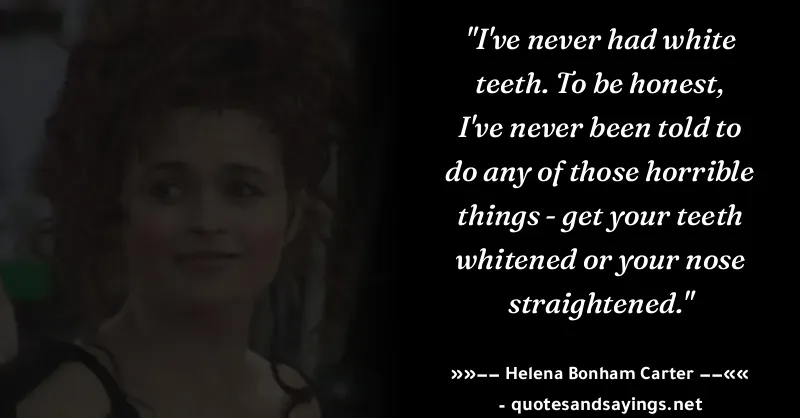 "I've never had white
teeth. To be honest,
I've never been told to
do any of those horrible
things - get your teeth
whitened or your nose
straightened."
»»−− Helena Bonham Carter −−««
- quotesandsayings.net